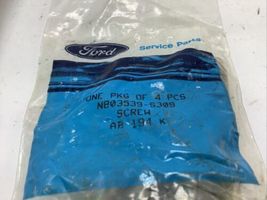 Ford
Service Parts
ONE PKG OF 4 PCS
N803539-S309
SCREW
AB 194 K